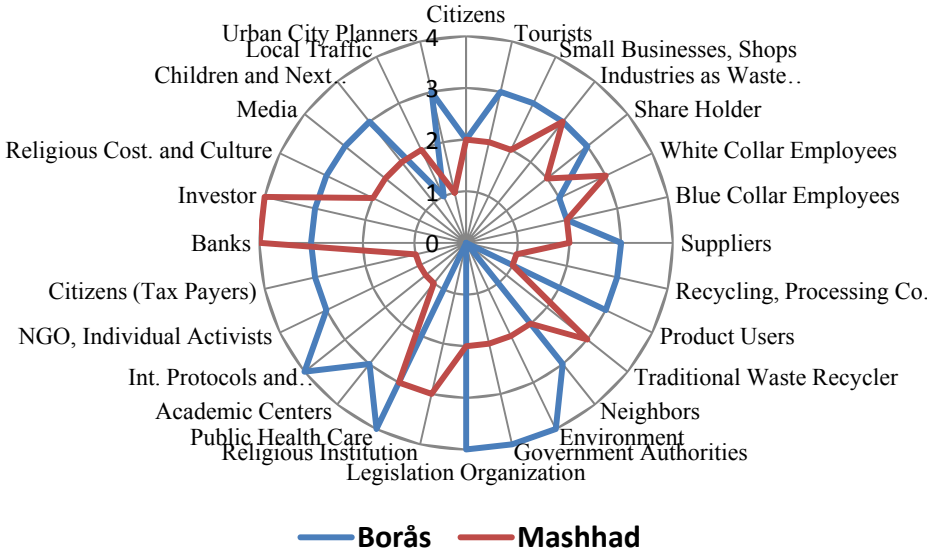 Citizens
Urban City Planners
Tourists
Local Traffic
Small Businesses, Shops
Children and Next..
Industries as Waste..
Media
Share Holder
Religious Cost. and Culture
White Collar Employees
Investor
Blue Collar Employees
Banks
Suppliers
Citizens (Tax Payers)
Recycling, Processing Co.
NGO, Individual Activists
Product Users
Int. Protocols and..
Traditional Waste Recycler
Academic Centers
Neighbors
Public Health Care
Environment
Religious Institution
Government Authorities
Legislation Organization
4
3
2
1
0
Borås
Mashhad